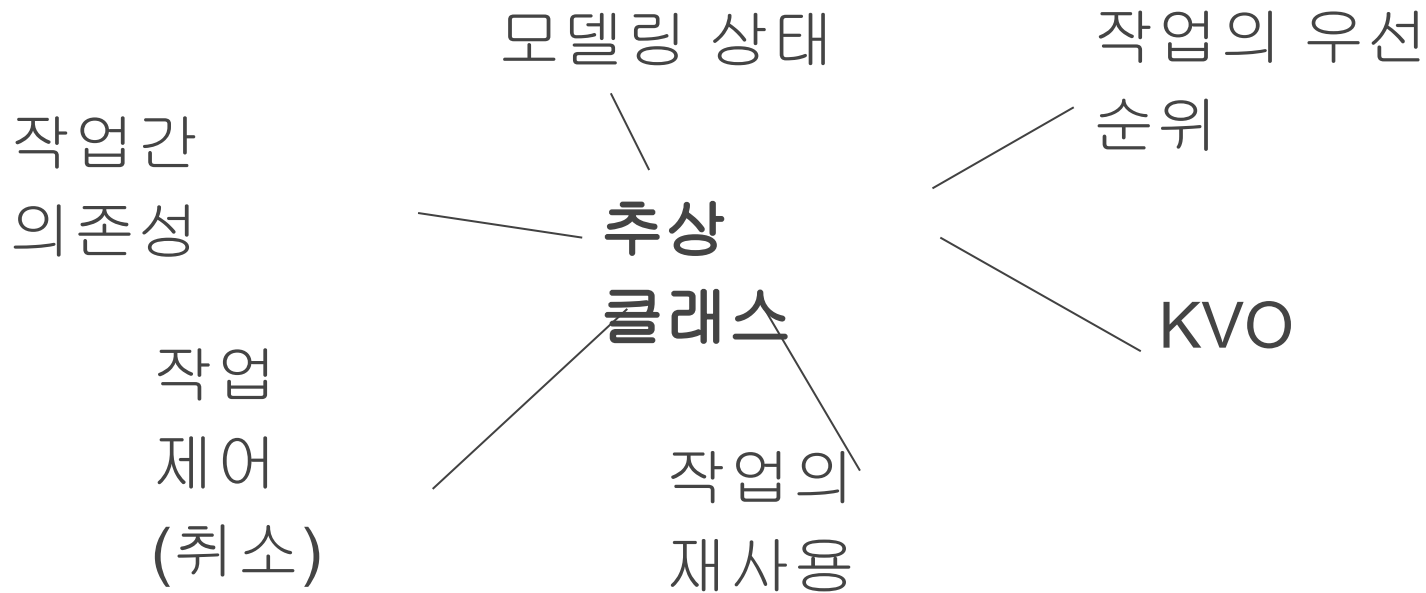 모델링 상태
작업의 우선
순위
작업간
의존성
추상
클래스
KVO
작업
제어
(취소)
작업의
재사용